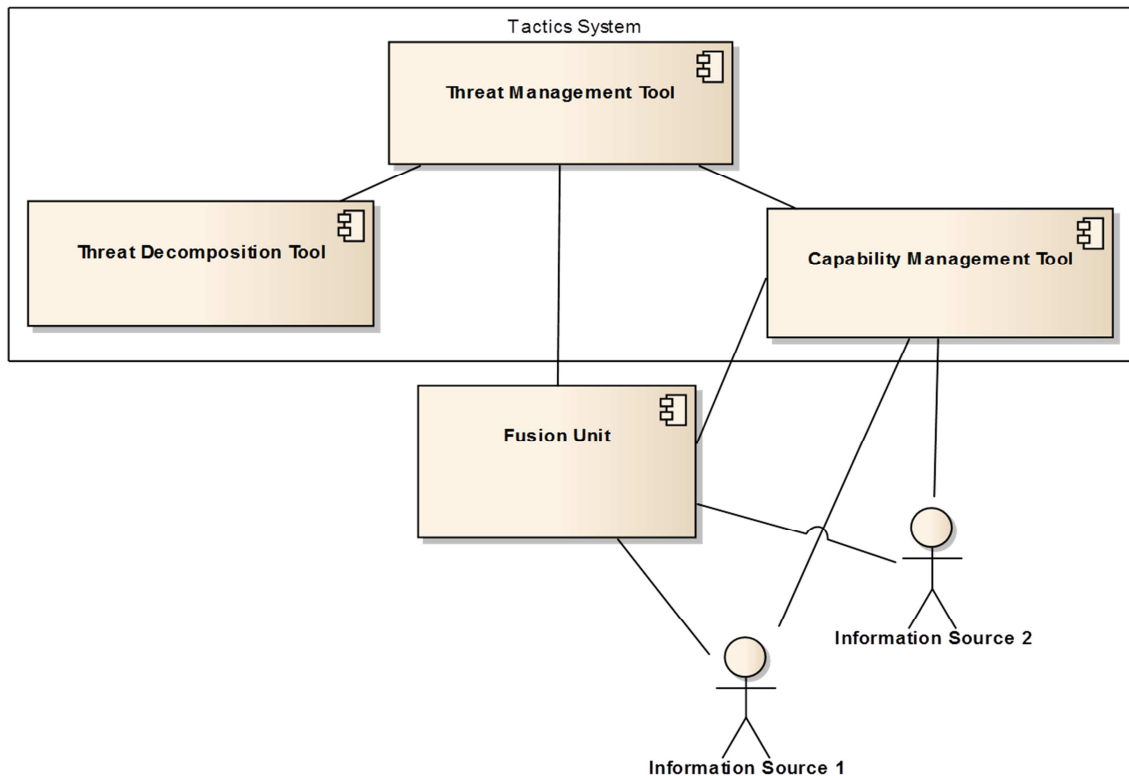 Tactics System
Threat Management Tool
Threat Decomposition Tool
Capability Management Tool
Fusion Unit
Information Source 2
Information Source 1